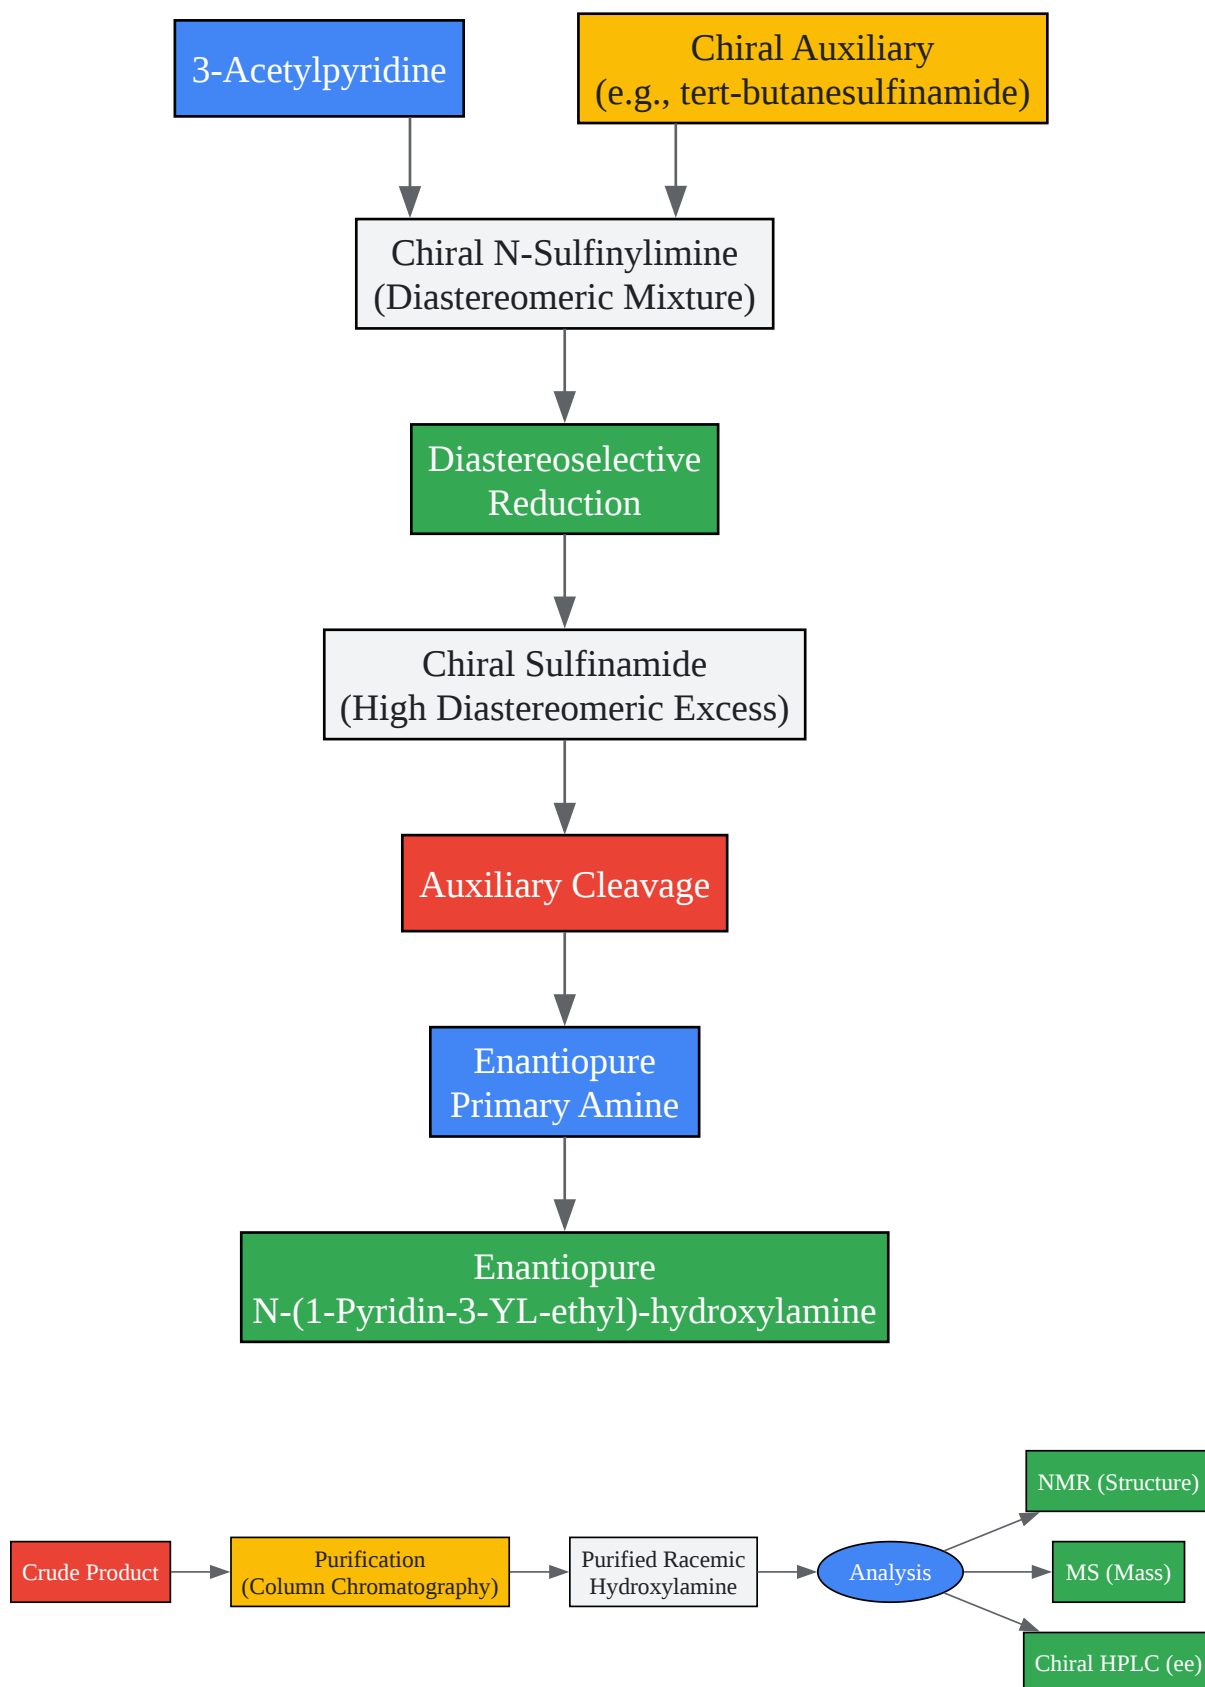 3-Acetylpyridine
Chiral Auxiliary
(e.g., tert-butanesulfinamide)
Chiral N-Sulfinylimine
(Diastereomeric Mixture)
Diastereoselective
Reduction
Chiral Sulfinamide
(High Diastereomeric Excess)
Auxiliary Cleavage
Enantiopure
Primary Amine
Enantiopure
N-(1-Pyridin-3-YL-ethyl)-hydroxylamine
Crude Product
Purification
(Column Chromatography)
Purified Racemic
Hydroxylamine
Analysis
NMR (Structure)
MS (Mass)
Chiral HPLC (ee)